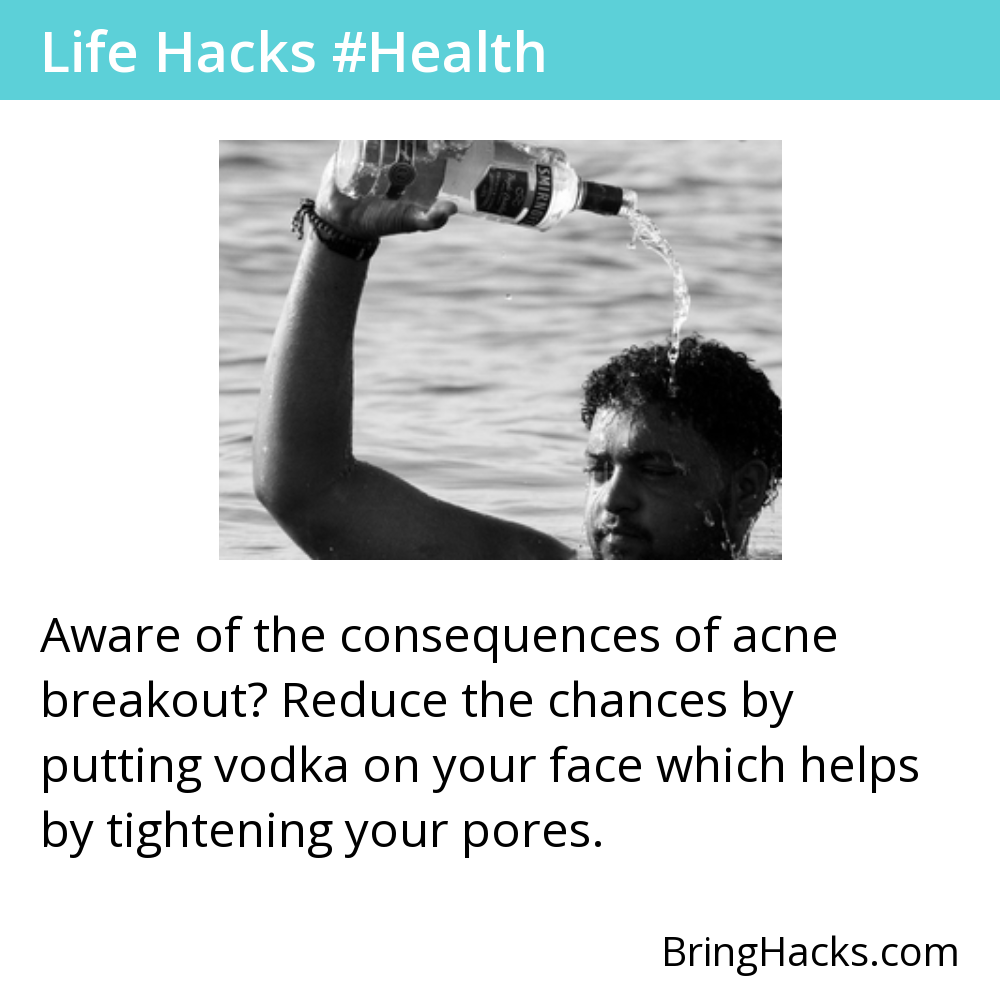 Life Hacks #Health
SMIRNOFF
Aware of the consequences of acne
breakout? Reduce the chances by
putting vodka on your face which helps
by tightening your pores.
BringHacks.com